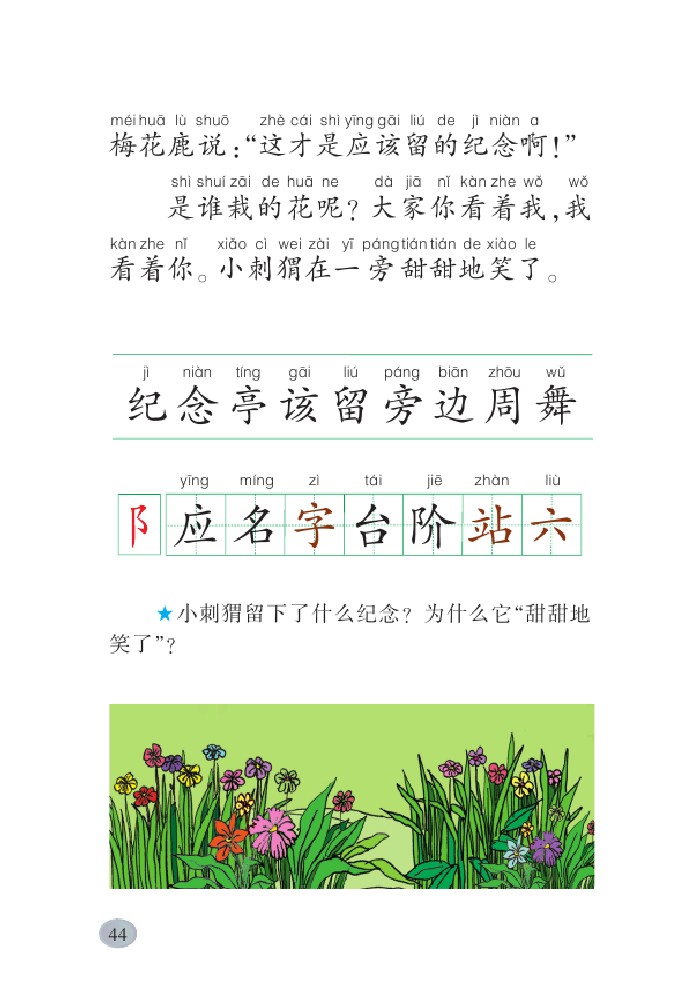 méi huā lù shuō zhè cái shì yīng gāi liú de jì niàn a
梅花鹿说：“这才是应该留的纪念啊！”
shì shuí zāi de huā ne dà jiā nǐ kàn zhe wǒ wǒ
是谁栽的花呢？大家你看着我，我
kàn zhe nǐ xiǎo cì wei zài yī páng tián tián de xiào le
看着你。小刺猬在一旁甜甜地笑了。
jì niàn tíng gāi liú páng biān zhōu wǔ
纪念亭该留旁边周舞
yīng míng zì tái jiē zhàn liù
阝应名字台阶站六
★小刺猬留下了什么纪念？为什么它“甜甜地
笑了”？
44